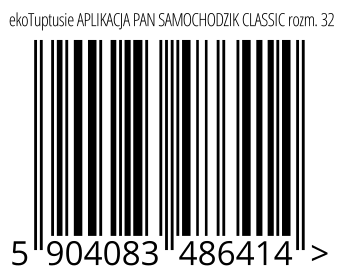 ekoTuptusie APLIKACJA PAN SAMOCHODZIK CLASSIC rozm. 32
5 904083 486414 >